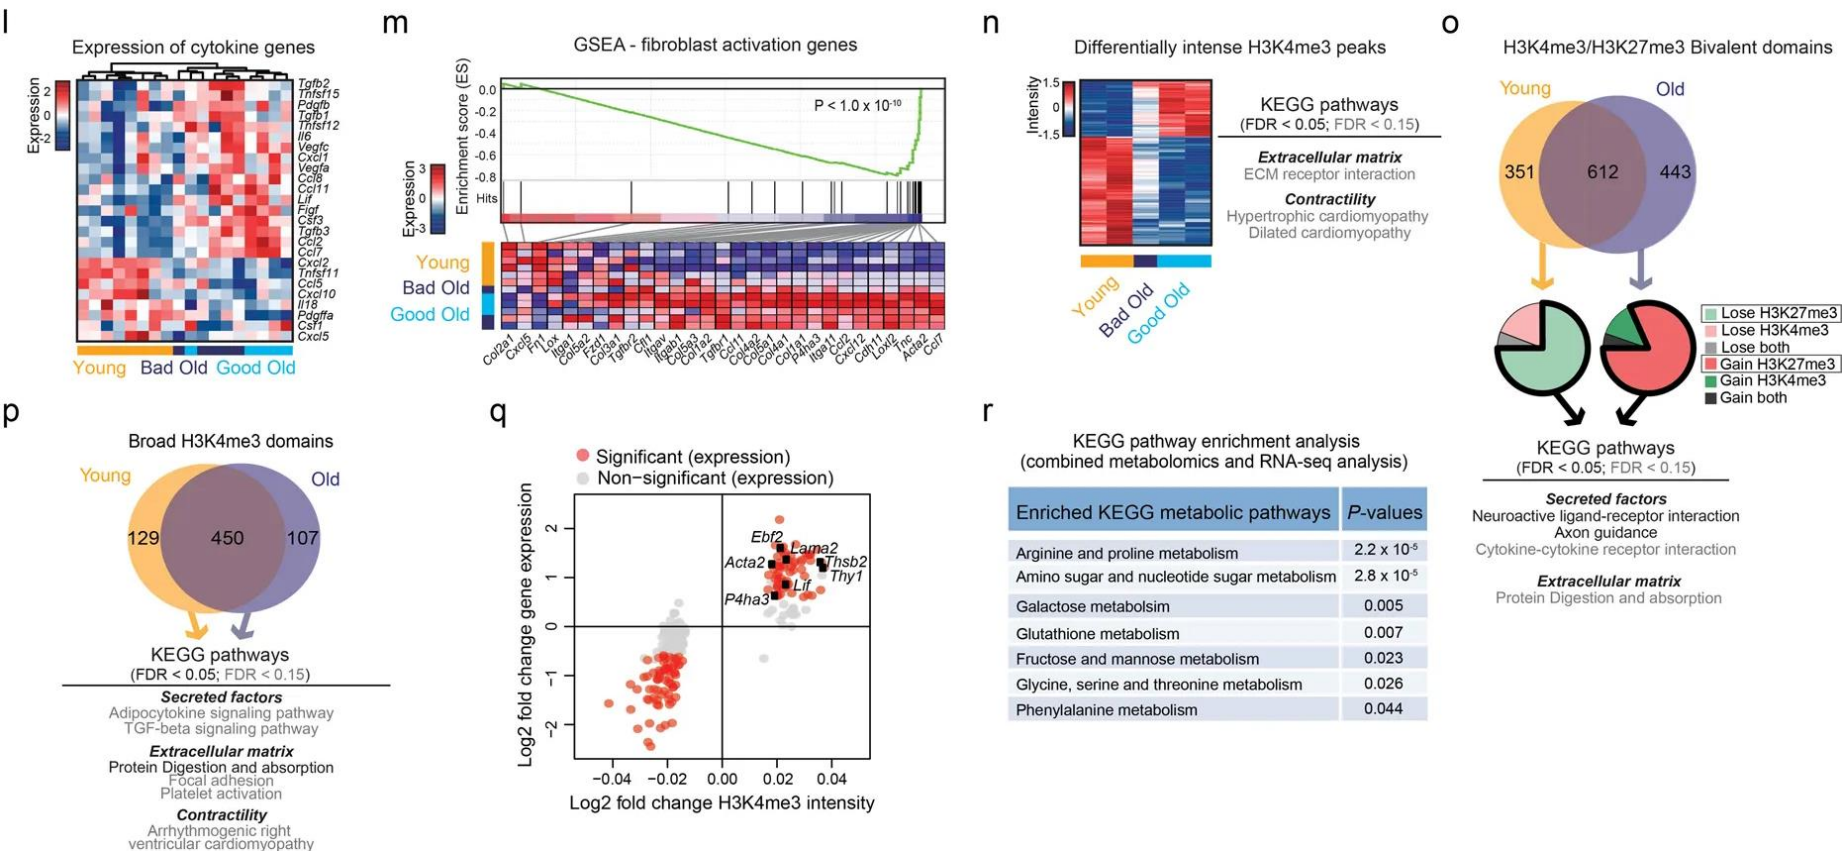 l
Expression of cytokine genes
Expression
2
0
-2
Tgfb2
Tnfsf15
Pdgfb
Tgfb1
Tnfsf12
Il6
Vegfc
Cxcl1
Vegfa
Ccl8
Ccl11
Lif
Figf
Csf3
Tgfb3
Ccl2
Ccl7
Cxcl2
Tnfsf11
Ccl5
Cxcl10
Il18
Pdgffa
Csf1
Cxcl5
Young
Bad Old
Good Old
m
GSEA - fibroblast activation genes
Enrichment score (ES)
0.0
-0.2
-0.4
-0.6
-0.8
P < 1.0 x 10-10
Hits
Expression
3
0
-3
Young
Bad Old
Good Old
Col2a1
Cxcl5
Fn1
Lox
Itga1
Col5a2
Fzd1
Col3a1
Tgfbr2
Cfl1
Itgav
Itgab1
Col1a2
Tgfbr1
Ccl11
Col4a2
Col5a1
Col4a1
Col1a1
P4ha3
Itga11
Ccl2
Cxcl12
Cdh11
Loxl2
Tnc
Acta2
Ccl7
n
Differentially intense H3K4me3 peaks
Intensity
1.5
0
-1.5
Young
Bad Old
Good Old
KEGG pathways
(FDR < 0.05; FDR < 0.15)
Extracellular matrix
ECM receptor interaction
Contractility
Hypertrophic cardiomyopathy
Dilated cardiomyopathy
o
H3K4me3/H3K27me3 Bivalent domains
Young
Old
351
612
443
Lose H3K27me3
Lose H3K4me3
Lose both
Gain H3K27me3
Gain H3K4me3
Gain both
KEGG pathways
(FDR < 0.05; FDR < 0.15)
Secreted factors
Neuroactive ligand-receptor interaction
Axon guidance
Cytokine-cytokine receptor interaction
Extracellular matrix
Protein Digestion and absorption
p
Broad H3K4me3 domains
Young
Old
129
450
107
KEGG pathways
(FDR < 0.05; FDR < 0.15)
Secreted factors
Adipocytokine signaling pathway
TGF-beta signaling pathway
Extracellular matrix
Protein Digestion and absorption
Focal adhesion
Platelet activation
Contractility
Arrhythmogenic right
ventricular cardiomyopathy
q
Significant (expression)
Non−significant (expression)
Log2 fold change gene expression
2
1
0
−1
−2
Ebf2
Lama2
Acta2
Thsb2
Thy1
Lif
P4ha3
−0.04
−0.02
0.00
0.02
0.04
Log2 fold change H3K4me3 intensity
r
KEGG pathway enrichment analysis
(combined metabolomics and RNA-seq analysis)
Enriched KEGG metabolic pathways P-values
Arginine and proline metabolism 2.2 x 10-5
Amino sugar and nucleotide sugar metabolism 2.8 x 10-5
Galactose metabolsim 0.005
Glutathione metabolism 0.007
Fructose and mannose metabolism 0.023
Glycine, serine and threonine metabolism 0.026
Phenylalanine metabolism 0.044